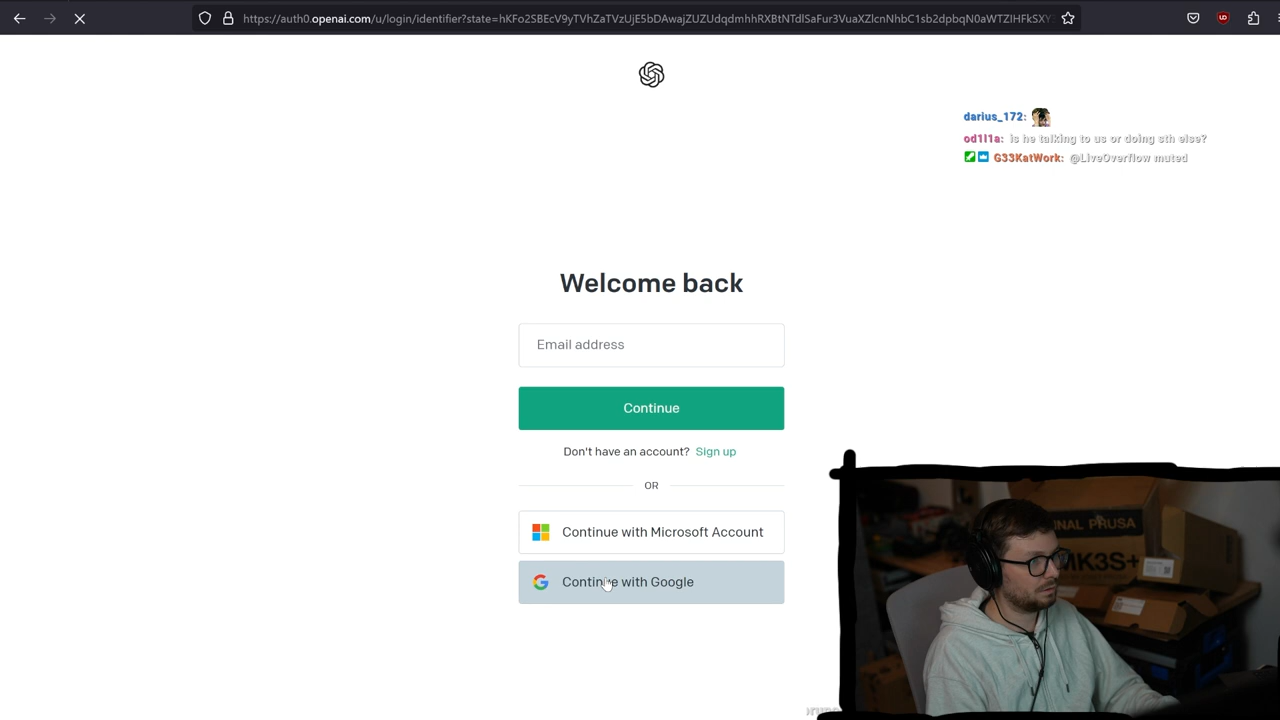 https://auth0.openai.com/u/login/identifier?state=hKFo2SBEcV9yTVhZaTVzUjE5bDAwajZUZUdqdmhhRXBtNTdlSaFur3VuaXZlcnNhbC1sb2dpbqN0aWTZIHFkSXY
darius_172:
od1l1a: is he talking to us or doing sth else?
G33KatWork: @LiveOverflow muted
Welcome back
Email address
Continue
Don't have an account? Sign up
OR
Continue with Microsoft Account
Continue with Google
NAL PRUSA
MK3S+